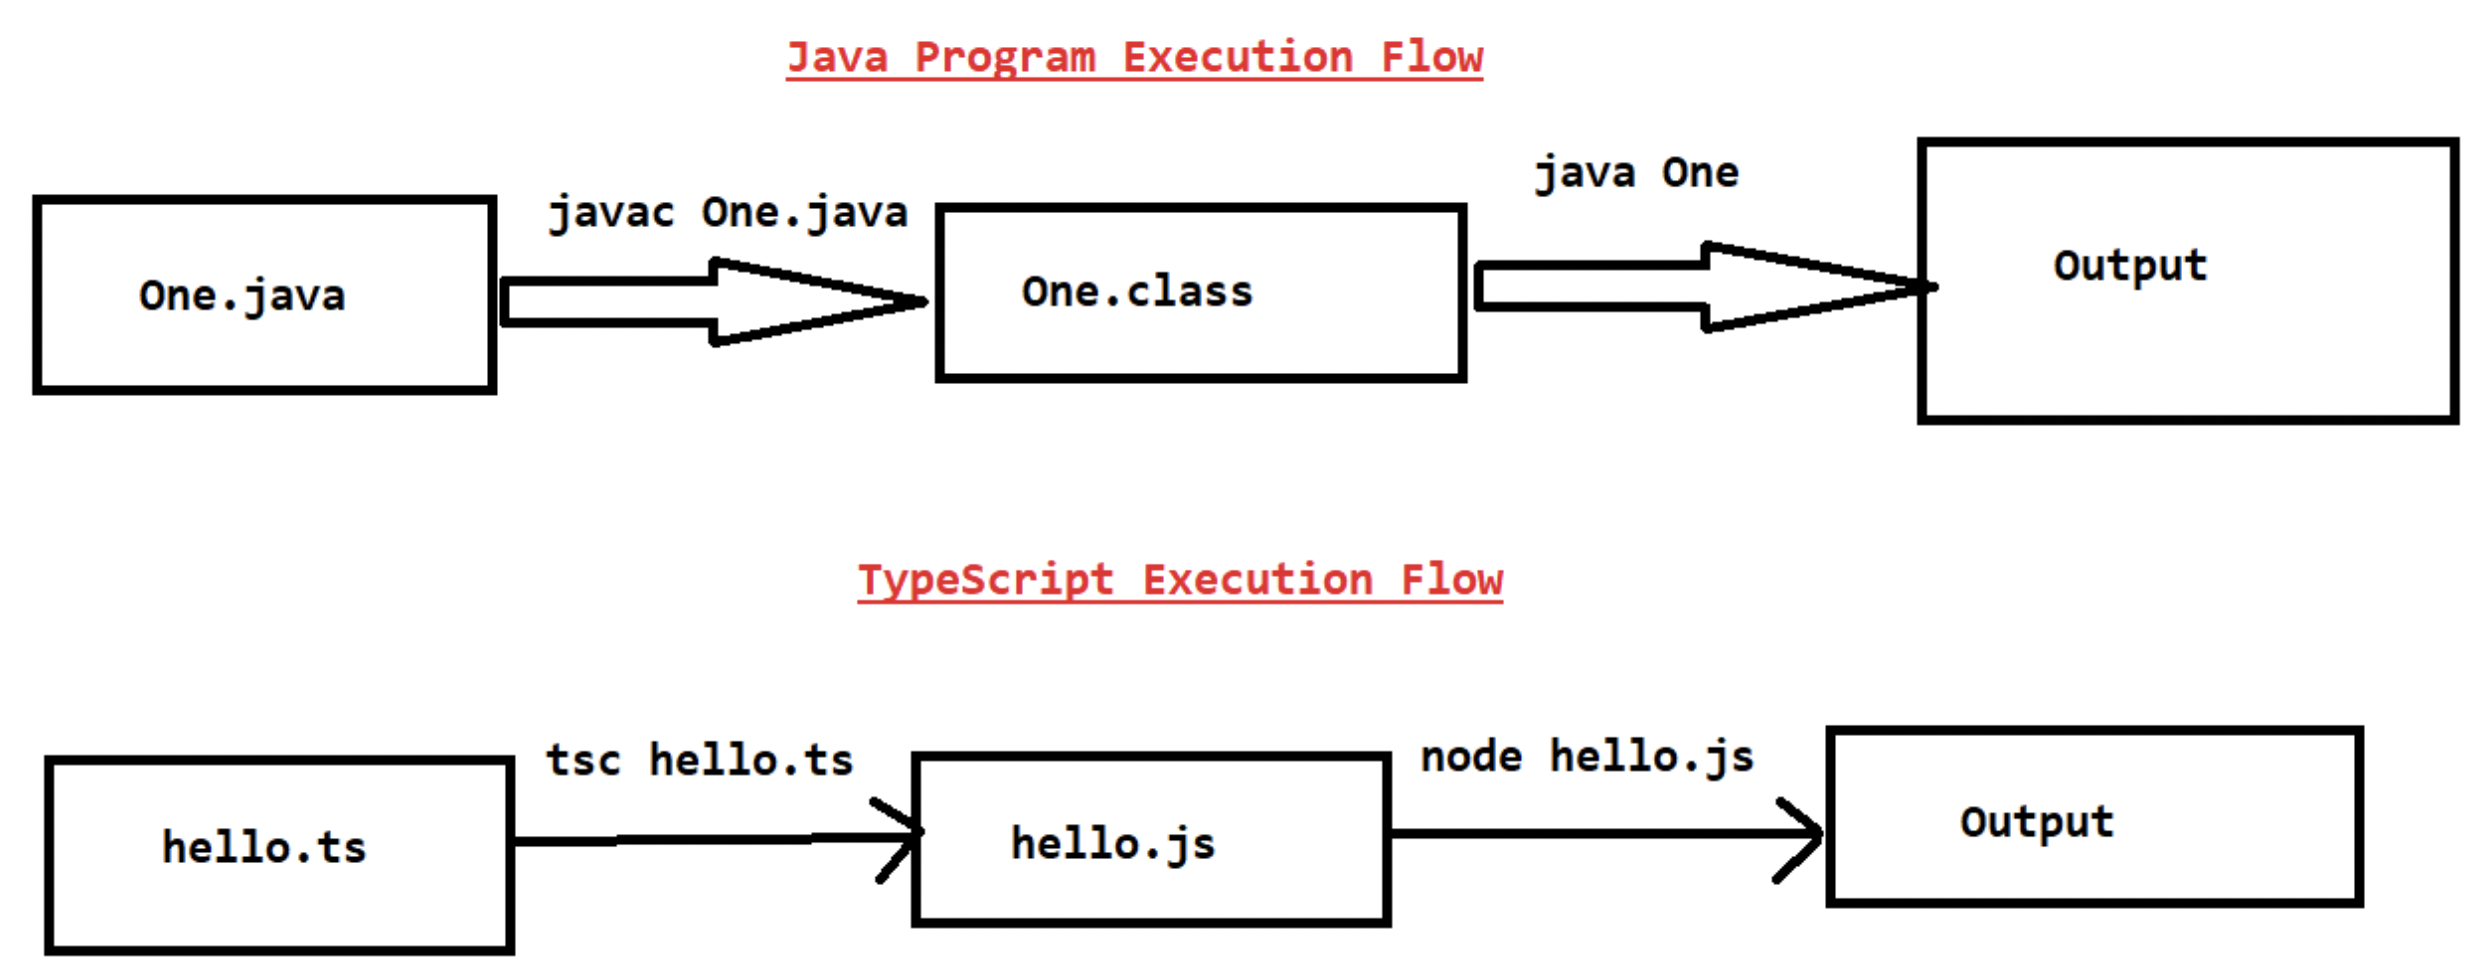 Java Program Execution Flow
java One
javac One.java
One.java
One.class
Output
TypeScript Execution Flow
tsc hello.ts
node hello.js
hello.ts
hello.js
Output